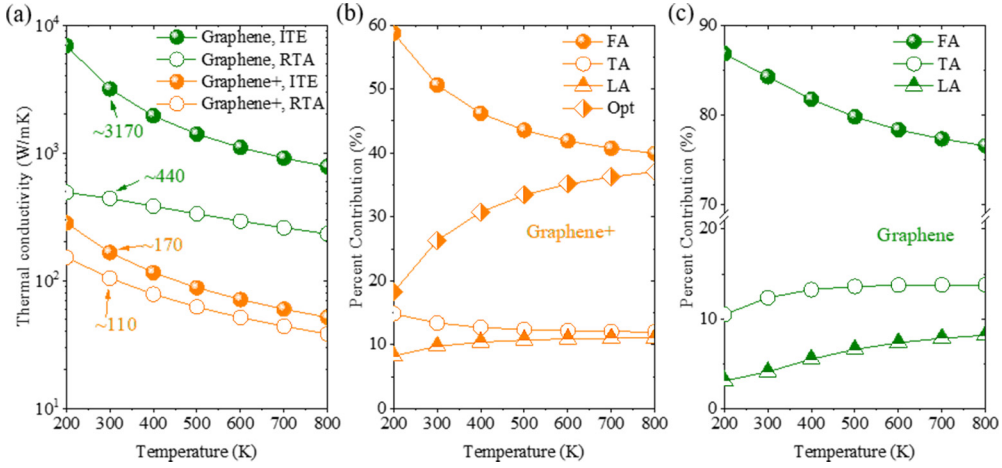 (a)
10^4
10^3
10^2
10^1
Thermal conductivity (W/mK)
Graphene, ITE
Graphene, RTA
Graphene+, ITE
Graphene+, RTA
~3170
~440
~170
~110
200 300 400 500 600 700 800
Temperature (K)
(b)
60
50
40
30
20
10
0
Percent Contribution (%)
FA
TA
LA
Opt
Graphene+
200 300 400 500 600 700 800
Temperature (K)
(c)
90
80
70
20
10
0
Percent Contribution (%)
FA
TA
LA
Graphene
200 300 400 500 600 700 800
Temperature (K)